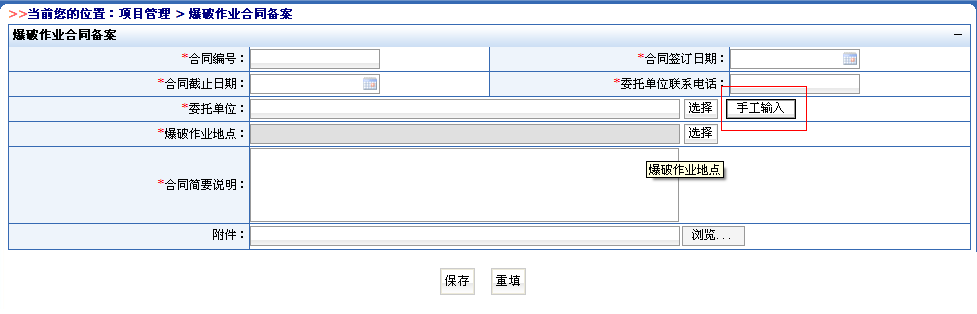 >>当前您的位置：项目管理 > 爆破作业合同备案
爆破作业合同备案
*合同编号： *合同签订日期：
*合同截止日期： *委托单位联系电话：
*委托单位： 选择 手工输入
*爆破作业地点： 选择
爆破作业地点
*合同简要说明：
附件： 浏览...
保存 重填